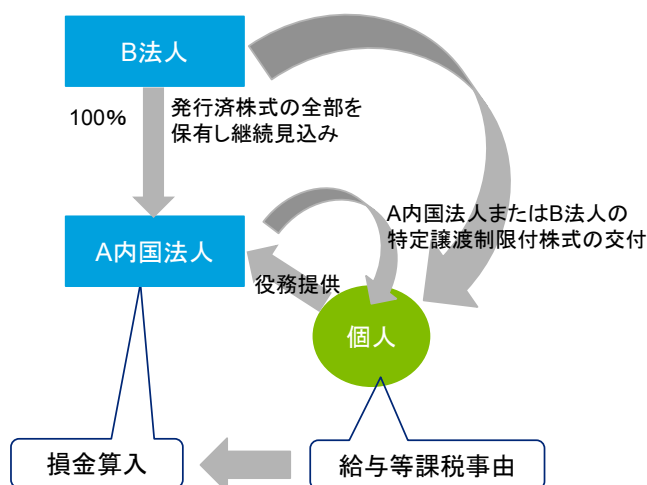 B法人
100%
発行済株式の全部を
保有し継続見込み
A内国法人または B法人の
特定譲渡制限付株式の交付
A内国法人
役務提供
個人
損金算入
給与等課税事由